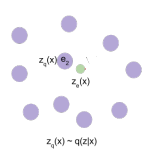 z_q(x) e_2
z_e(x)
z_q(x) ~ q(z|x)